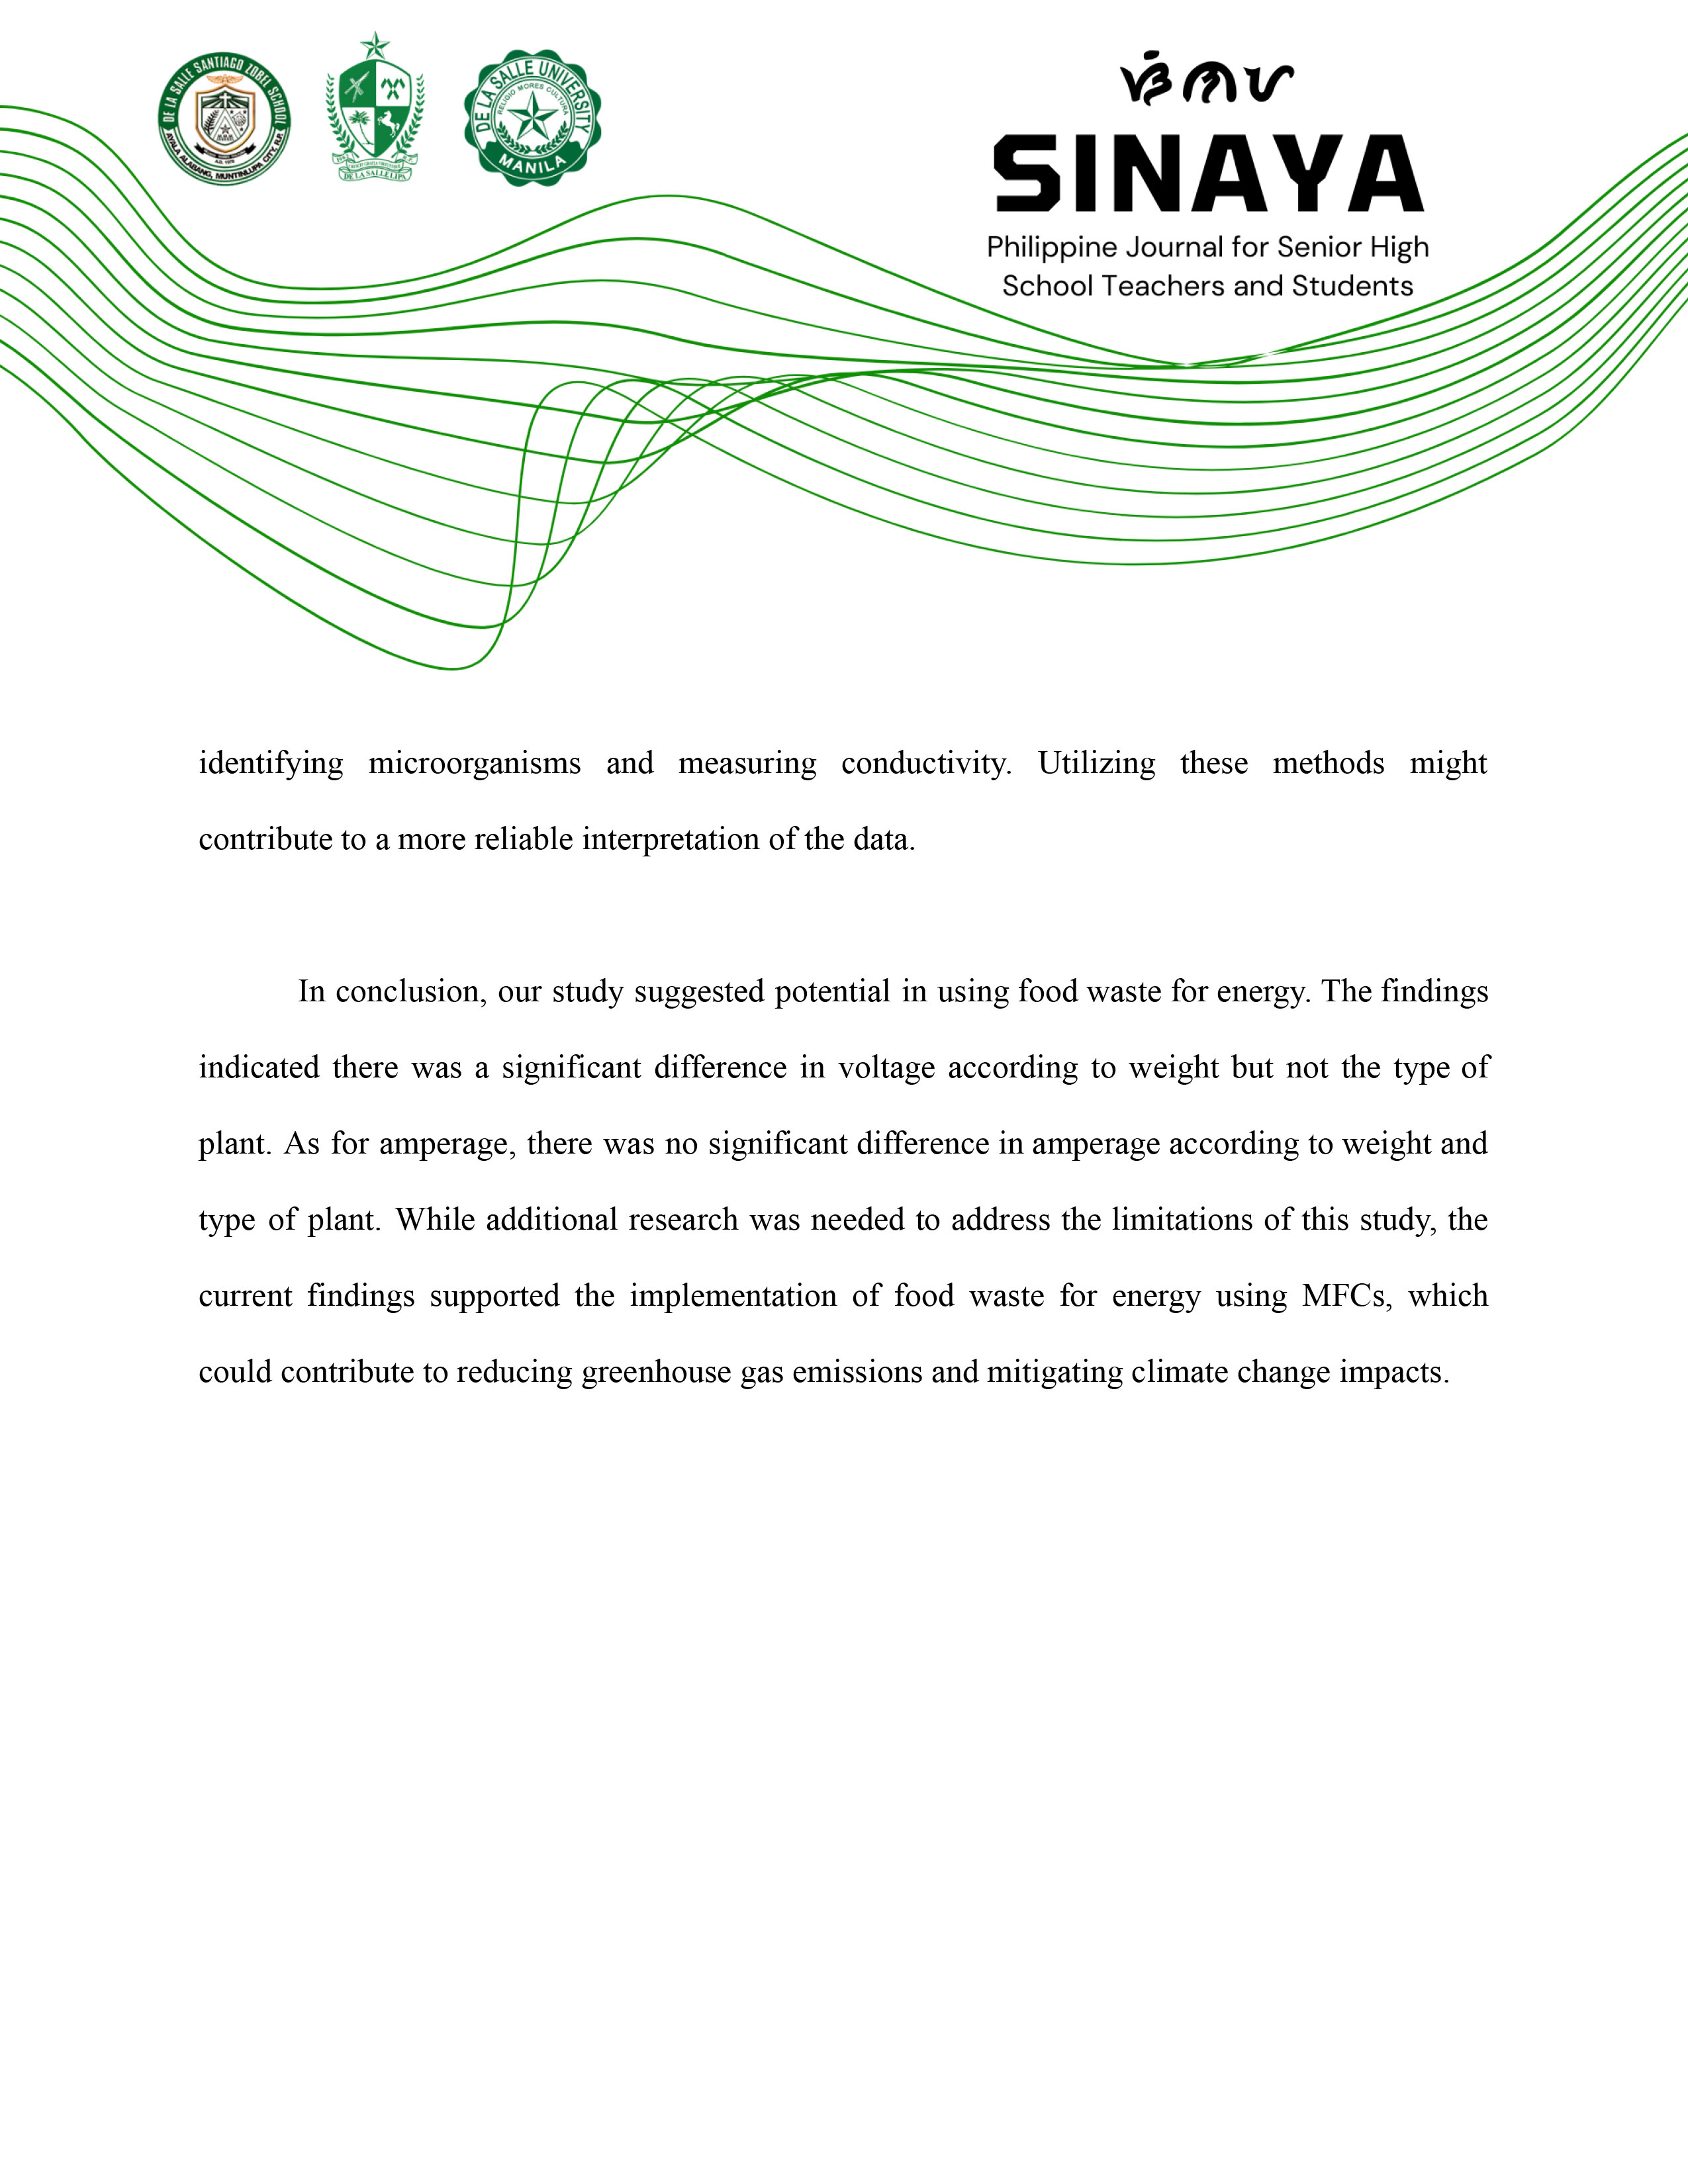 DE LA SALLE SANTIAGO ZOBEL SCHOOL
AYALA ALABANG, MUNTINLUPA CITY, R.P.
DE LA SALLE LIPA
DE LA SALLE UNIVERSITY
RELIGIO MORES CULTURA
MANILA
SINAYA
Philippine Journal for Senior High
School Teachers and Students
identifying microorganisms and measuring conductivity. Utilizing these methods might
contribute to a more reliable interpretation of the data.
In conclusion, our study suggested potential in using food waste for energy. The findings
indicated there was a significant difference in voltage according to weight but not the type of
plant. As for amperage, there was no significant difference in amperage according to weight and
type of plant. While additional research was needed to address the limitations of this study, the
current findings supported the implementation of food waste for energy using MFCs, which
could contribute to reducing greenhouse gas emissions and mitigating climate change impacts.